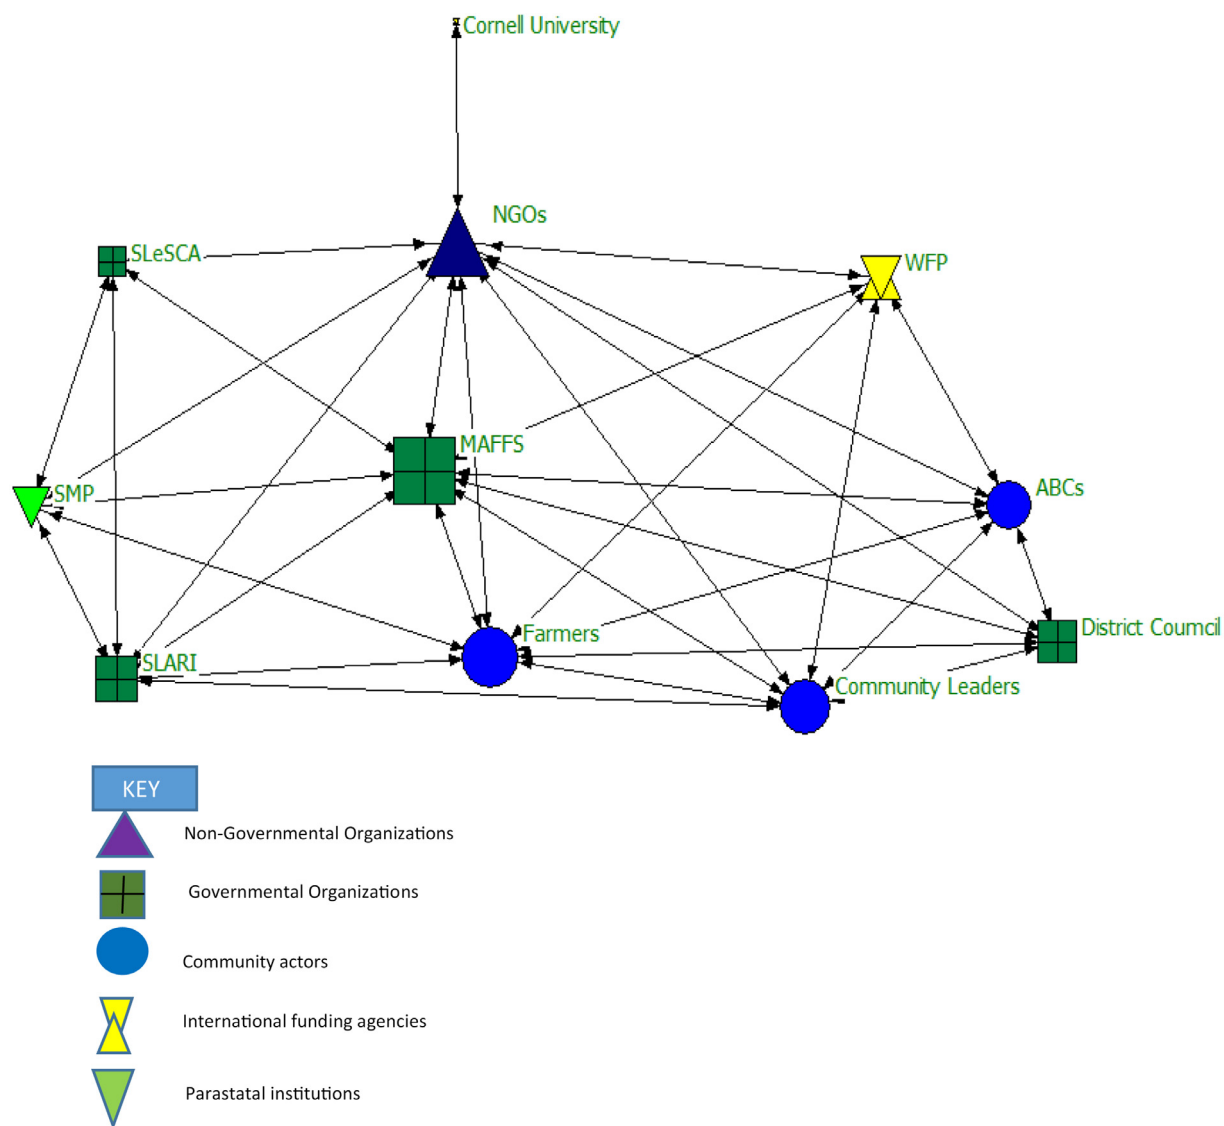 Cornell University
NGOs
SLeSCA
WFP
MAFFS
SMP
ABCs
Farmers
District Coumcil
SLARI
Community Leaders
KEY
Non-Governmental Organizations
Governmental Organizations
Community actors
International funding agencies
Parastatal institutions